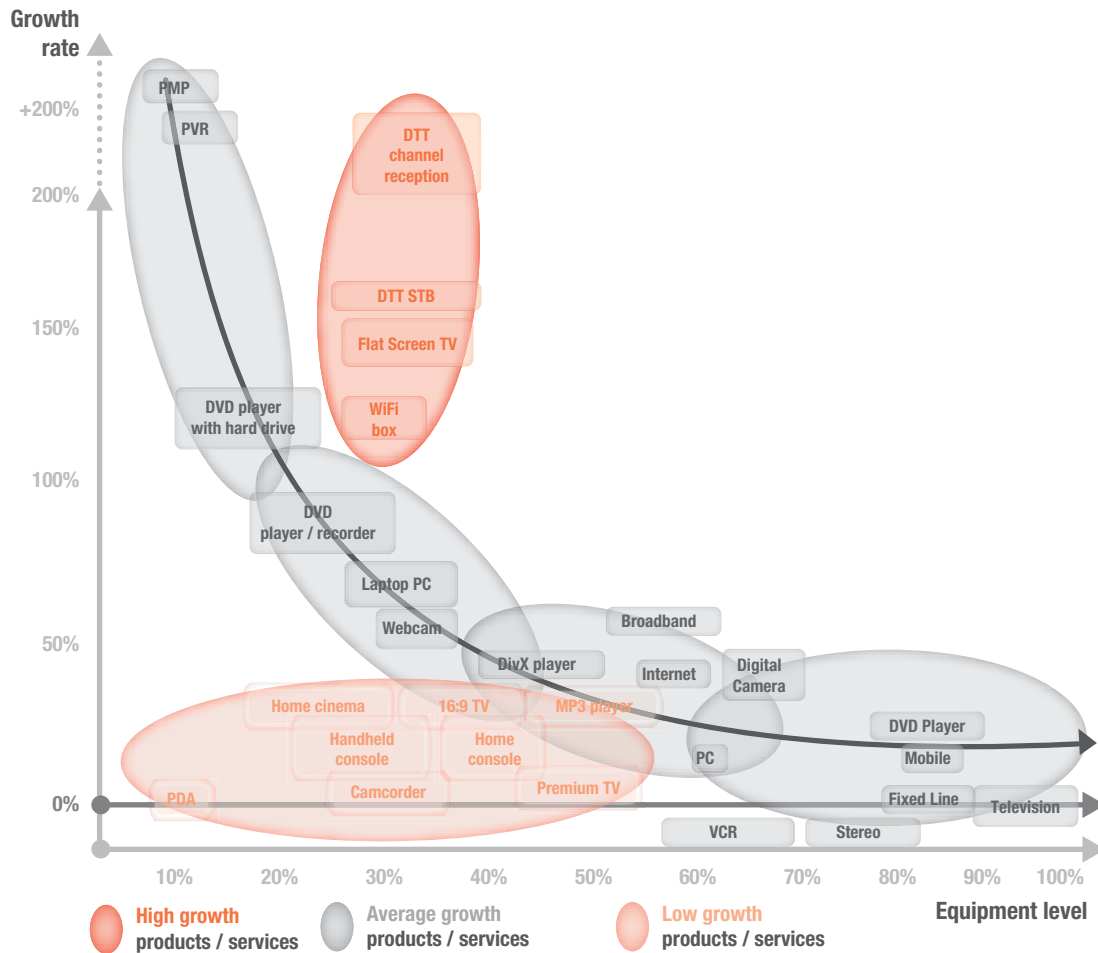 Growth
rate
+200%
200%
150%
100%
50%
0%
PMP
PVR
DTT
channel
reception
DTT STB
Flat Screen TV
WiFi
box
DVD player
with hard drive
DVD
player / recorder
Laptop PC
Webcam
Broadband
DivX player
Internet
Digital
Camera
Home cinema
16:9 TV
MP3 player
DVD Player
Handheld
console
Home
console
PC
Mobile
PDA
Camcorder
Premium TV
Fixed Line
Television
VCR
Stereo
10%
20%
30%
40%
50%
60%
70%
80%
90%
100%
Equipment level
High growth
products / services
Average growth
products / services
Low growth
products / services